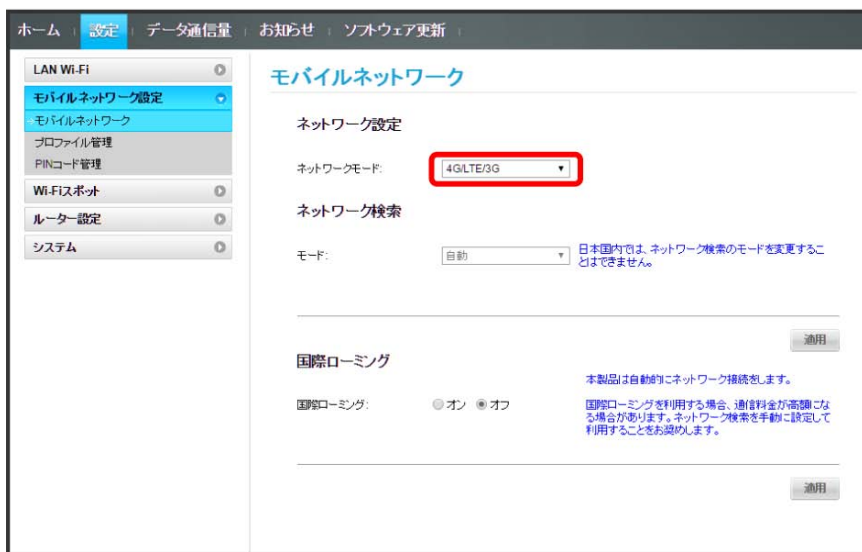 ホーム 設定 データ通信量 お知らせ ソフトウェア更新
LAN Wi-Fi
モバイルネットワーク設定
モバイルネットワーク
プロファイル管理
PINコード管理
Wi-Fiスポット
ルーター設定
システム
モバイルネットワーク
ネットワーク設定
ネットワークモード: 4G/LTE/3G
ネットワーク検索
モード: 自動
日本国内では、ネットワーク検索のモードを変更するこ
とはできません。
適用
国際ローミング
本製品は自動的にネットワーク接続をします。
国際ローミング: オン オフ
国際ローミングを利用する場合、通信料金が高額にな
る場合があります。ネットワーク検索を手動に設定して
利用することをお奨めします。
適用